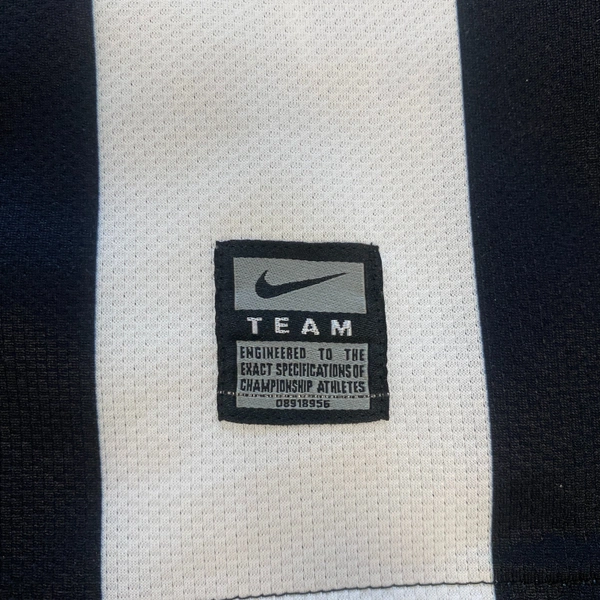 TEAM
ENGINEERED TO THE
EXACT SPECIFICATIONS OF
CHAMPIONSHIP ATHLETES
08918956